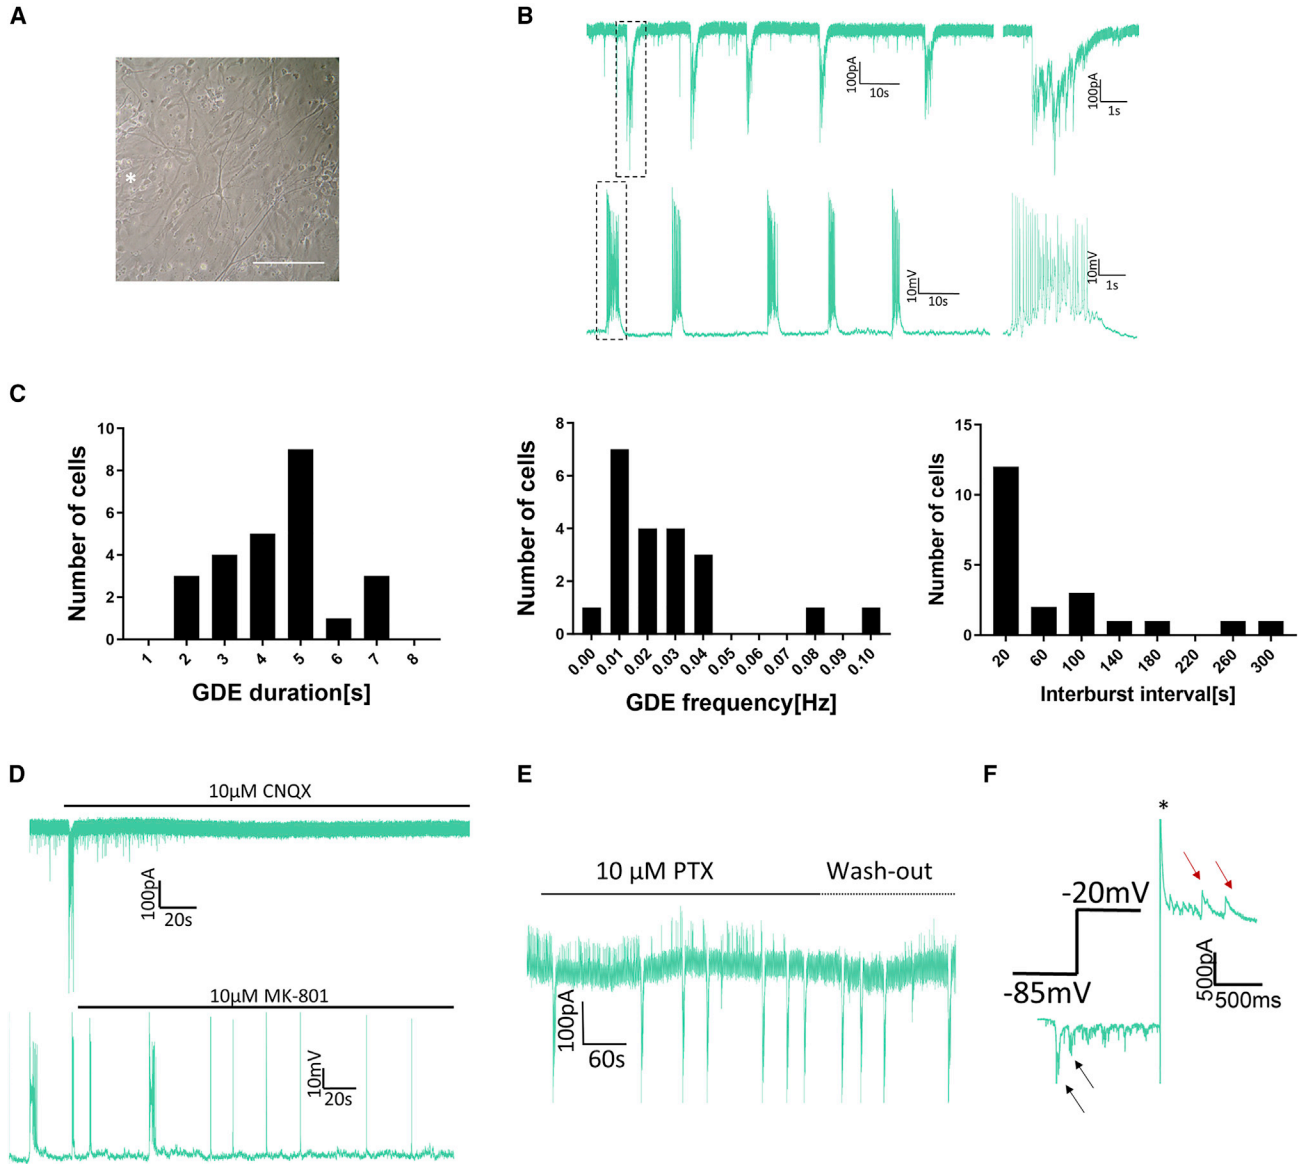 A
B
*
100pA
10s
100pA
1s
10mV
10s
10mV
1s
C
Number of cells
10
8
6
4
2
0
1 2 3 4 5 6 7 8
GDE duration[s]
Number of cells
8
6
4
2
0
0.00 0.01 0.02 0.03 0.04 0.05 0.06 0.07 0.08 0.09 0.10
GDE frequency[Hz]
Number of cells
15
10
5
0
20 60 100 140 180 220 260 300
Interburst interval[s]
D
10µM CNQX
100pA
20s
10µM MK-801
10mV
20s
E
10 µM PTX
Wash-out
100pA
60s
F
*
-20mV
-85mV
500pA
500ms